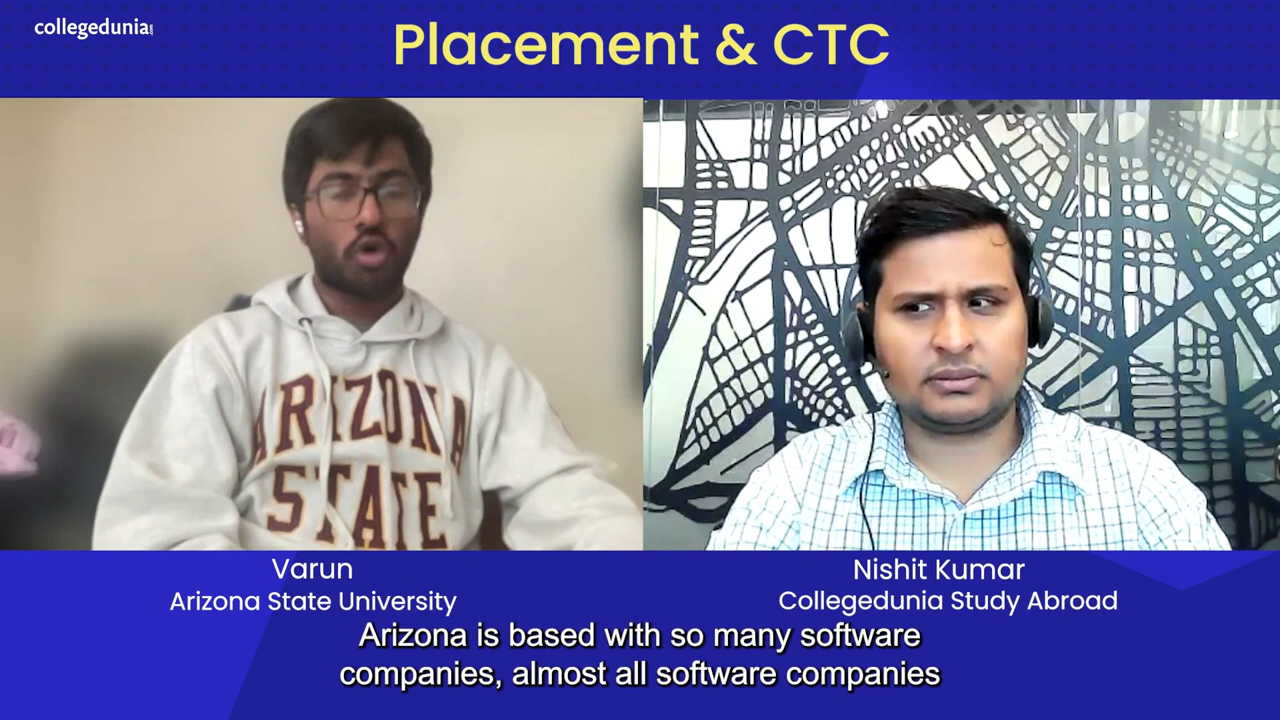 collegedunia
Placement & CTC
ARIZONA
STATE
Varun
Arizona State University
Nishit Kumar
Collegedunia Study Abroad
Arizona is based with so many software
companies, almost all software companies